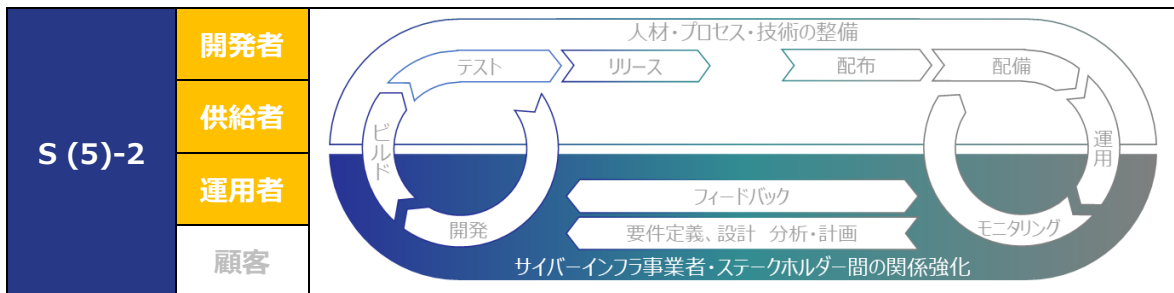 S (5)-2
開発者
供給者
運用者
顧客
人材・プロセス・技術の整備
テスト
リリース
配布
配備
ビルド
運用
フィードバック
開発
要件定義、設計 分析・計画
モニタリング
サイバーインフラ事業者・ステークホルダー間の関係強化